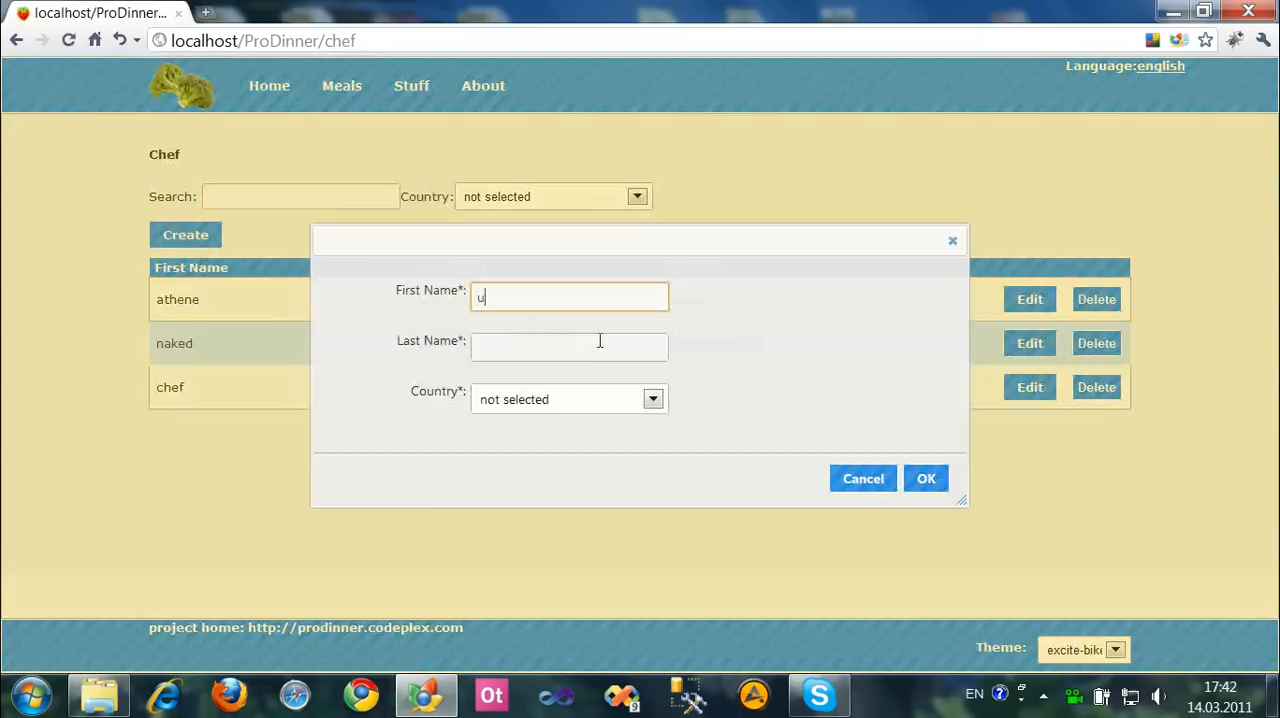 localhost/ProDinner...
localhost/ProDinner/chef
Language:english
Home Meals Stuff About
Chef
Search: Country: not selected
Create
First Name
athene Edit Delete
naked Edit Delete
chef Edit Delete
First Name*: u
Last Name*:
Country*: not selected
Cancel OK
project home: http://prodinner.codeplex.com
Theme: excite-bike
Ot
9
EN
17:42
14.03.2011